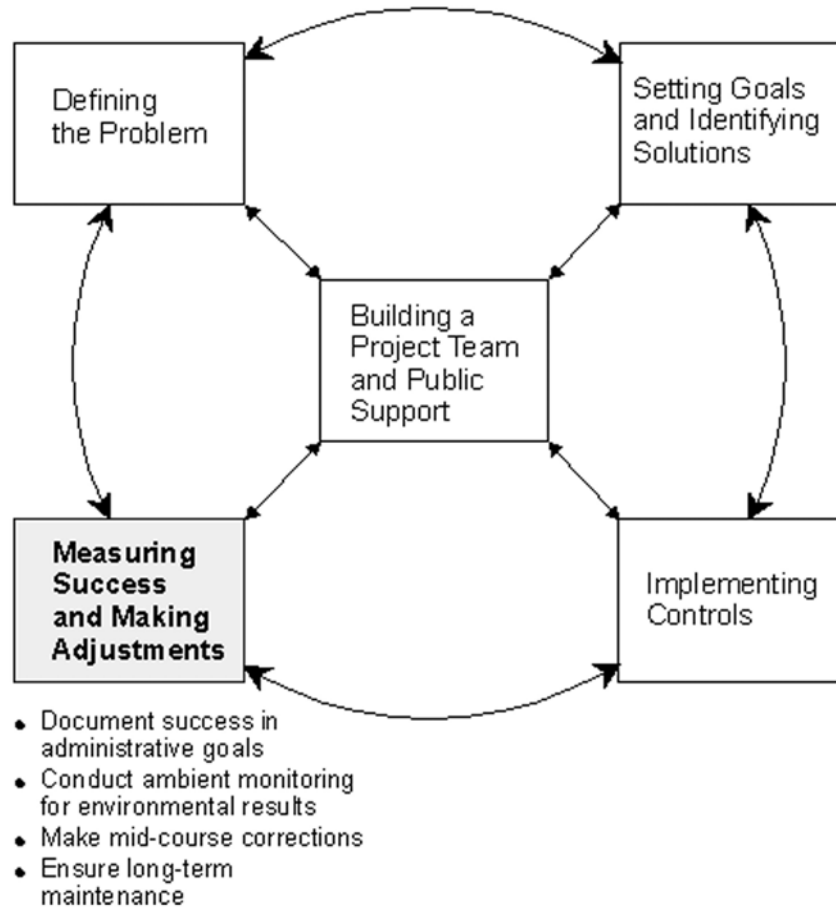 Defining
the Problem
Setting Goals
and Identifying
Solutions
Building a
Project Team
and Public
Support
Measuring
Success
and Making
Adjustments
Implementing
Controls
• Document success in
administrative goals
• Conduct ambient monitoring
for environmental results
• Make mid-course corrections
• Ensure long-term
maintenance